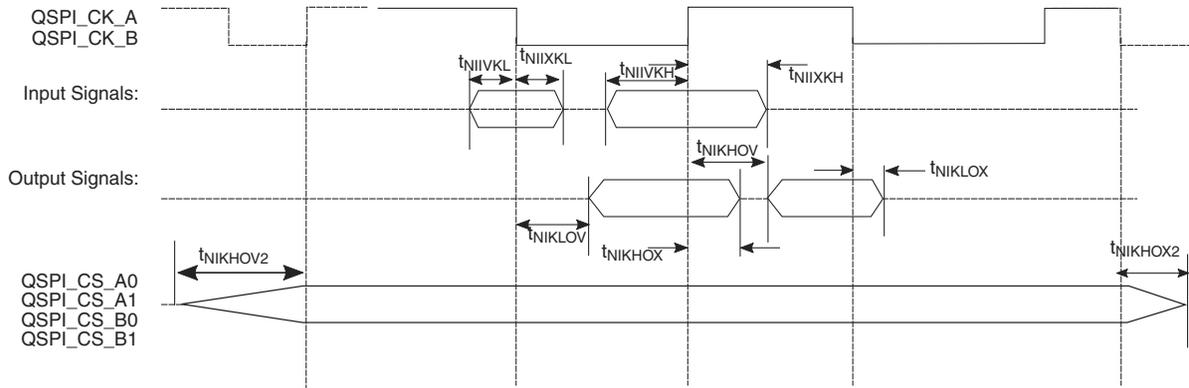 QSPI_CK_A
QSPI_CK_B
tNIIVKL
tNIIXKL
tNIIVKH
tNIIXKH
Input Signals:
tNIKHOV
Output Signals:
tNIKLOX
tNIKLOV
tNIKHOX
tNIKHOV2
tNIKHOX2
QSPI_CS_A0
QSPI_CS_A1
QSPI_CS_B0
QSPI_CS_B1